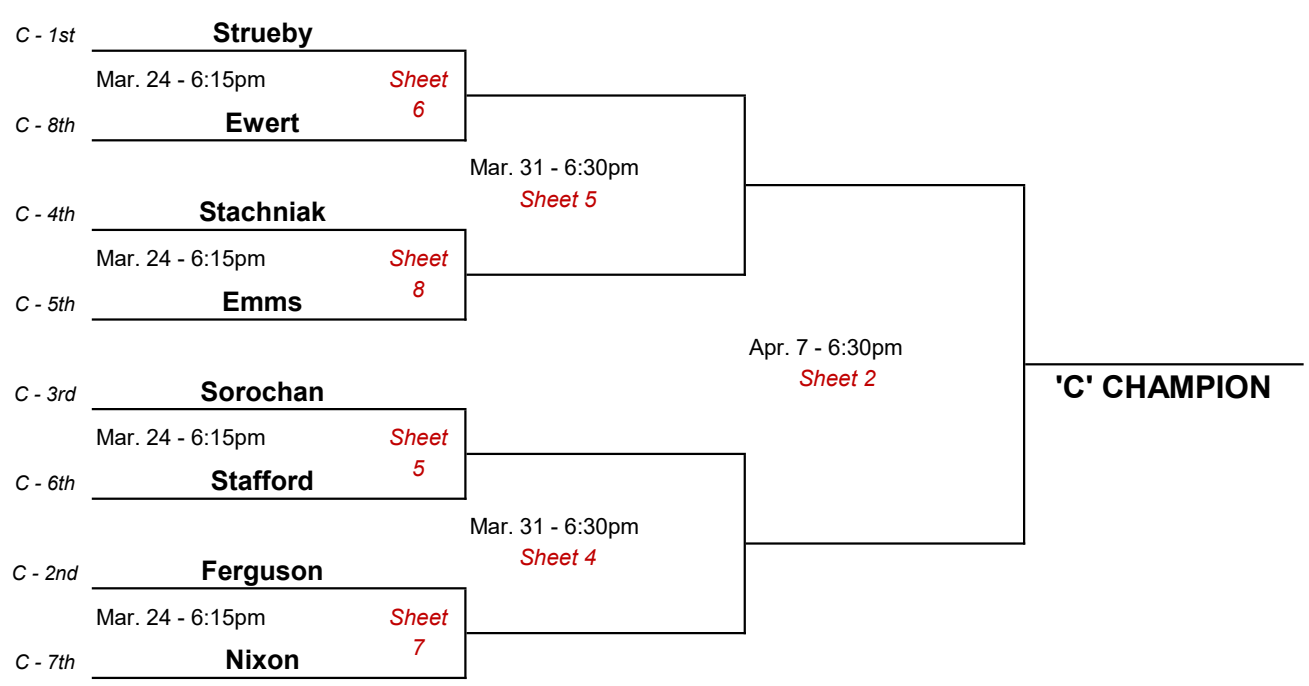 C - 1st Strueby
Mar. 24 - 6:15pm Sheet
6
C - 8th Ewert
Mar. 31 - 6:30pm
Sheet 5
C - 4th Stachniak
Mar. 24 - 6:15pm Sheet
8
C - 5th Emms
Apr. 7 - 6:30pm
Sheet 2
'C' CHAMPION
C - 3rd Sorochan
Mar. 24 - 6:15pm Sheet
5
C - 6th Stafford
Mar. 31 - 6:30pm
Sheet 4
C - 2nd Ferguson
Mar. 24 - 6:15pm Sheet
7
C - 7th Nixon